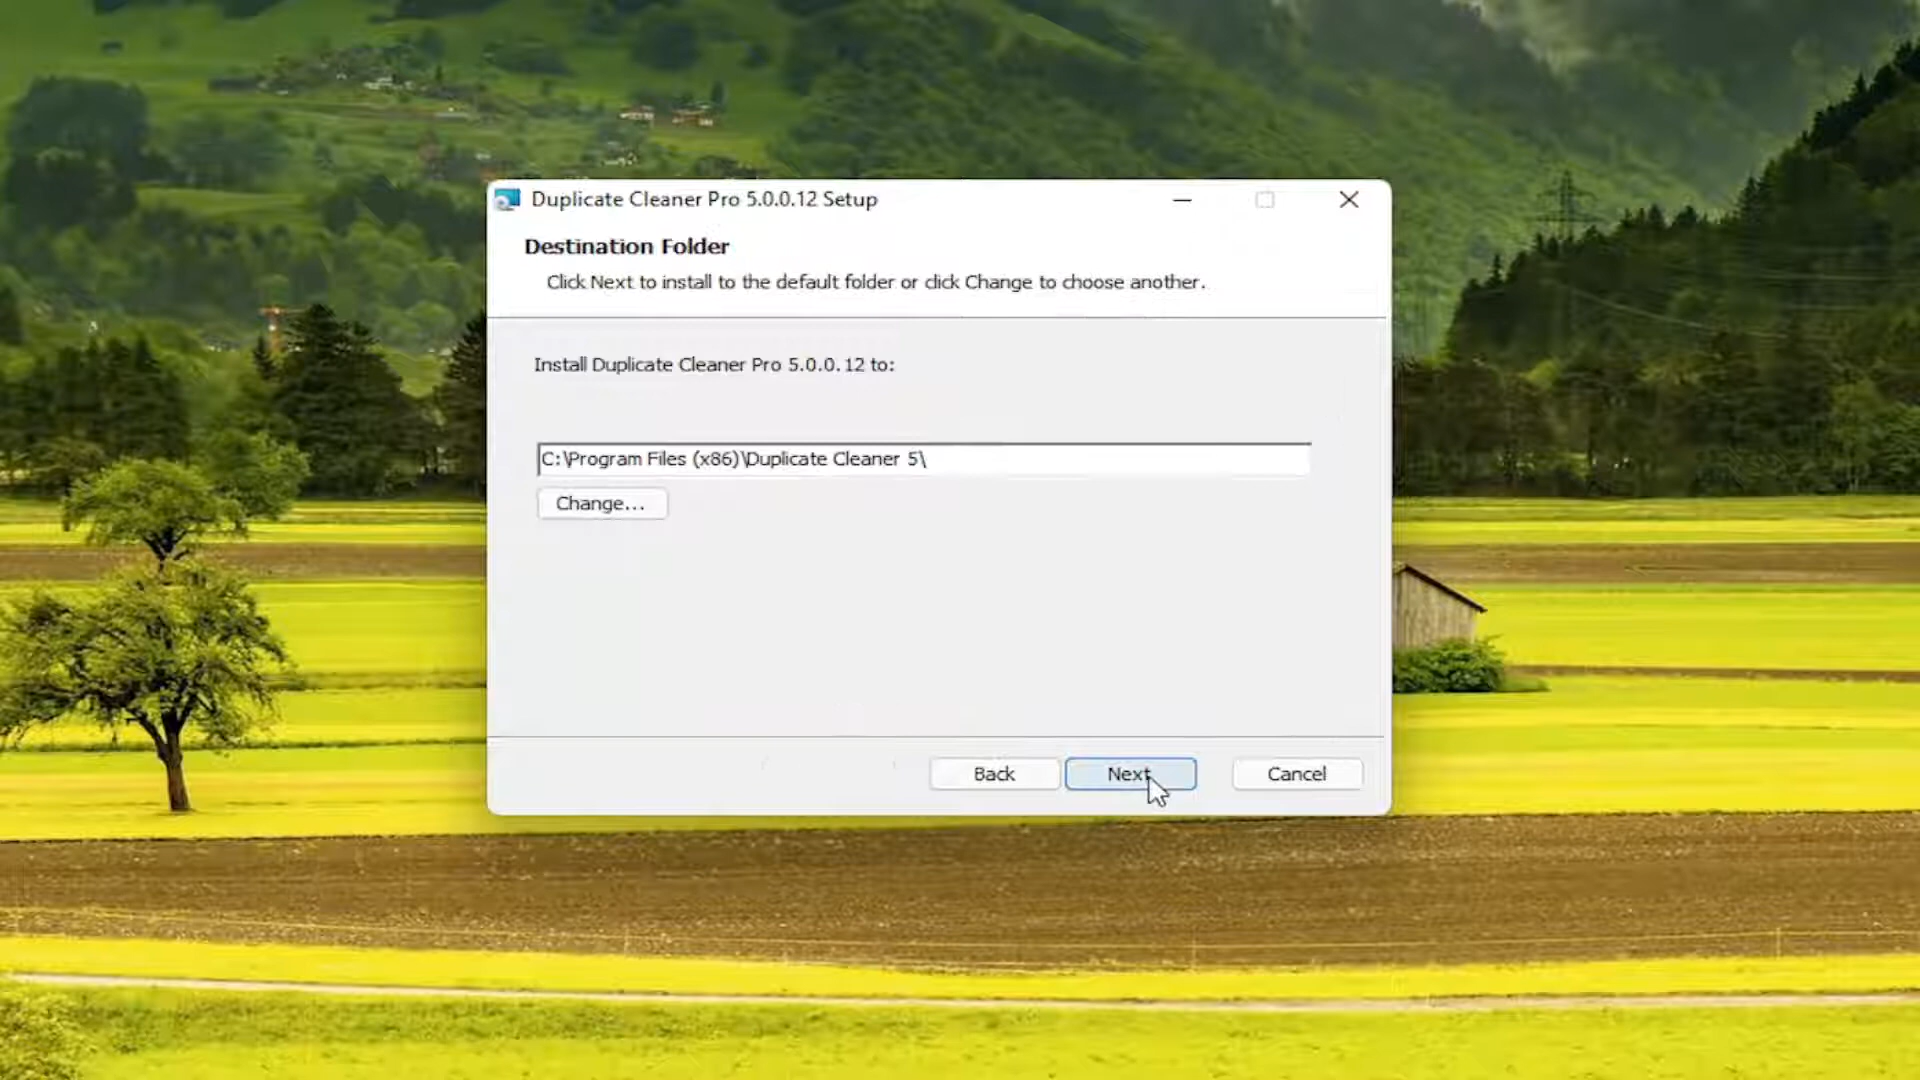 Duplicate Cleaner Pro 5.0.0.12 Setup
Destination Folder
Click Next to install to the default folder or click Change to choose another.
Install Duplicate Cleaner Pro 5.0.0.12 to:
C:\Program Files (x86)\Duplicate Cleaner 5\
Change...
Back
Next
Cancel